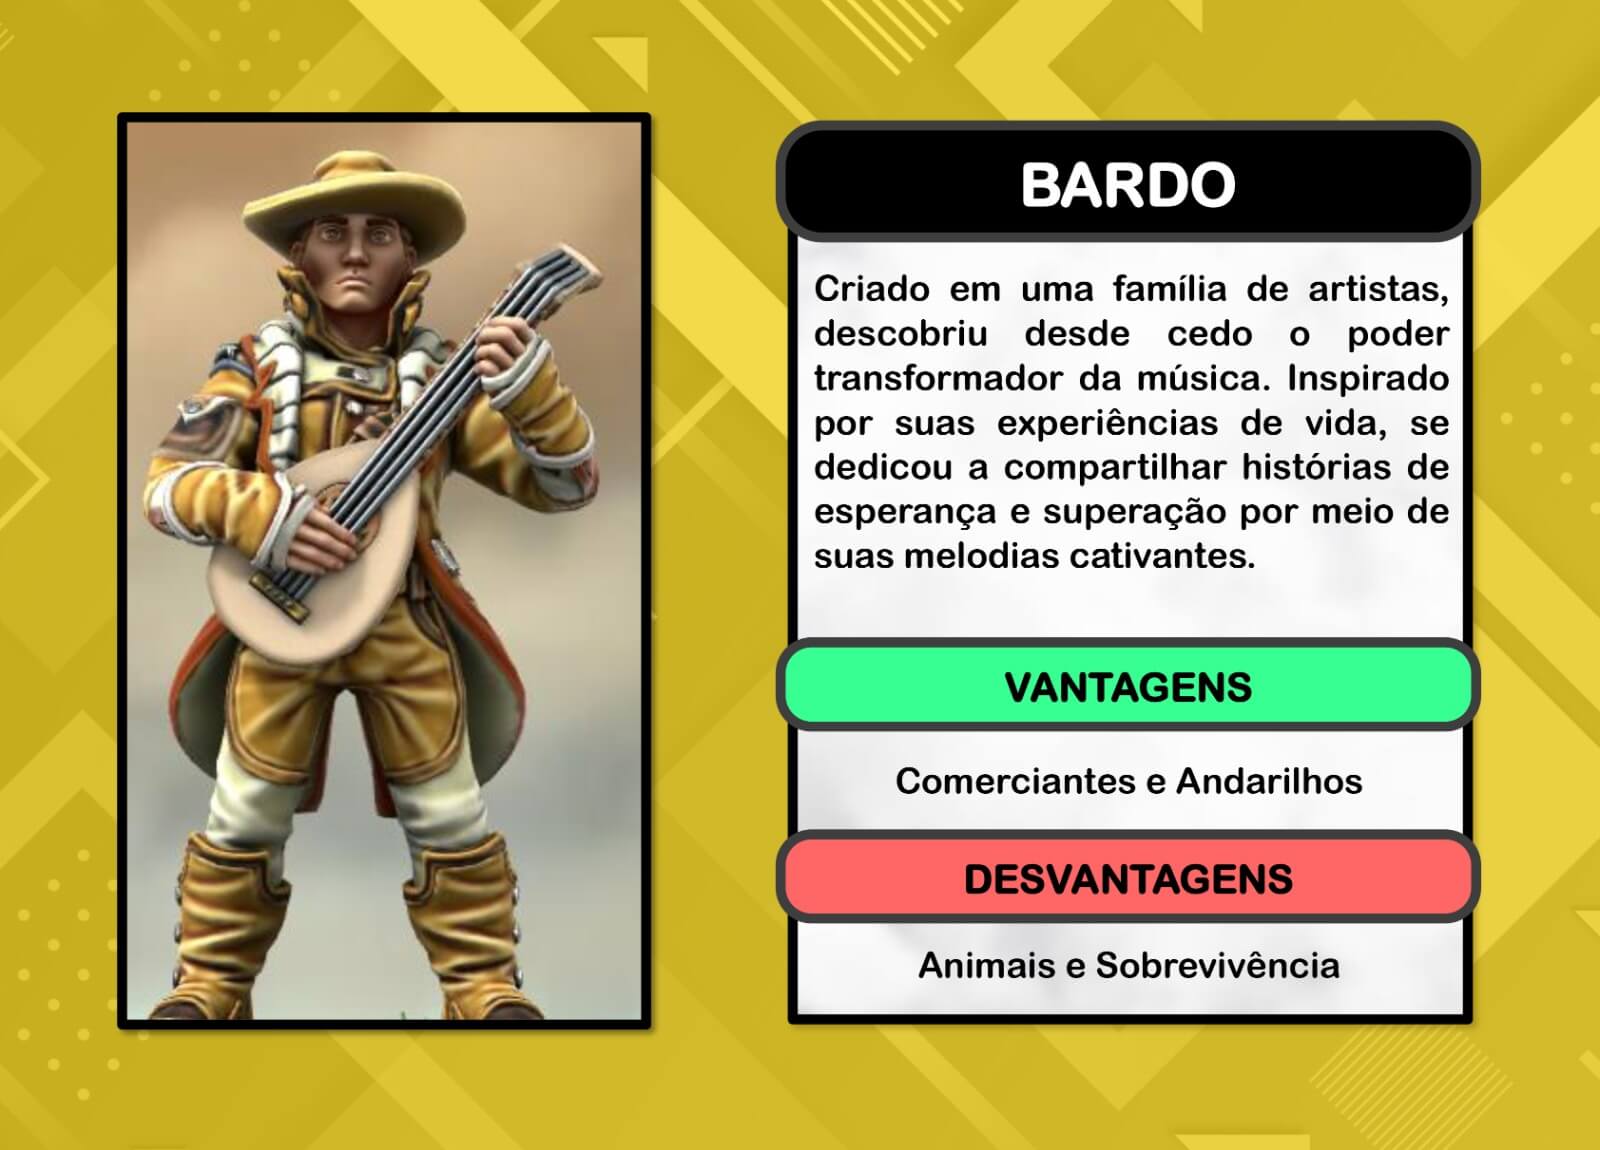 BARDO
Criado em uma família de artistas,
descobriu desde cedo o poder
transformador da música. Inspirado
por suas experiências de vida, se
dedicou a compartilhar histórias de
esperança e superação por meio de
suas melodias cativantes.
VANTAGENS
Comerciantes e Andarilhos
DESVANTAGENS
Animais e Sobrevivência